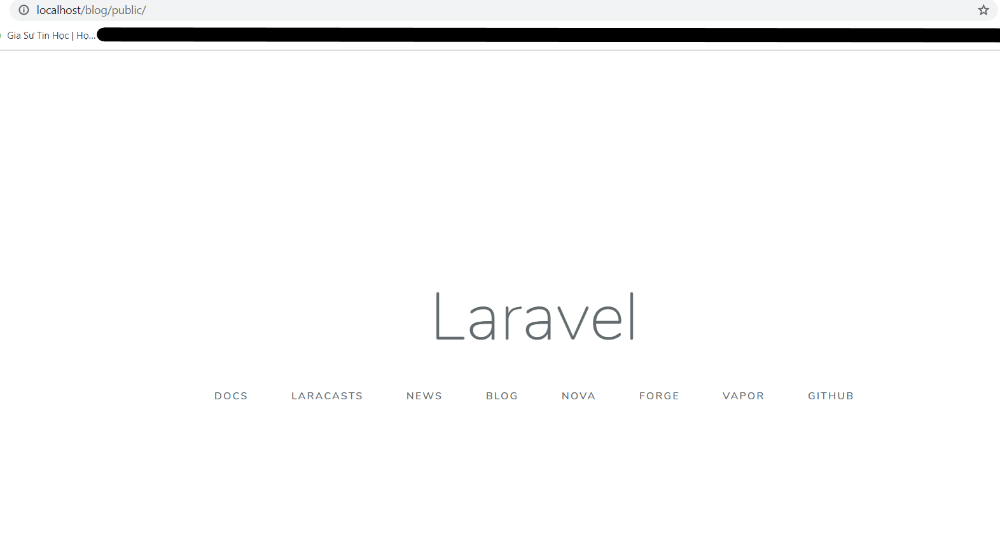 localhost/blog/public/
Gia Sư Tin Học | Họ...
Laravel
DOCS LARACASTS NEWS BLOG NOVA FORGE VAPOR GITHUB